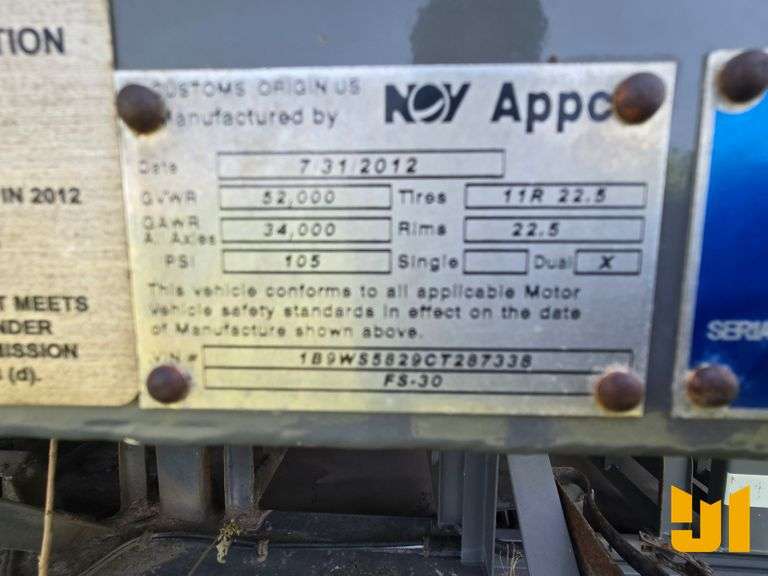 TION
IN 2012
T MEETS
NDER
MISSION
(d).
CUSTOMS ORIGIN US
Manufactured by NOV Appc
Date 7/31/2012
GVWR 52,000 Tires 11R 22.5
GAWR All Axles 34,000 Rims 22.5
PSI 105 Single Dual X
This vehicle conforms to all applicable Motor
Vehicle safety standards in effect on the date
of Manufacture shown above.
VIN# 1B9WS5829CT287338
FS-30
SERIA